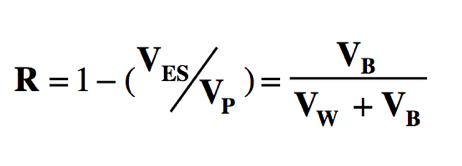 R = 1 − (V_ES/V_P) = V_B / (V_W + V_B)